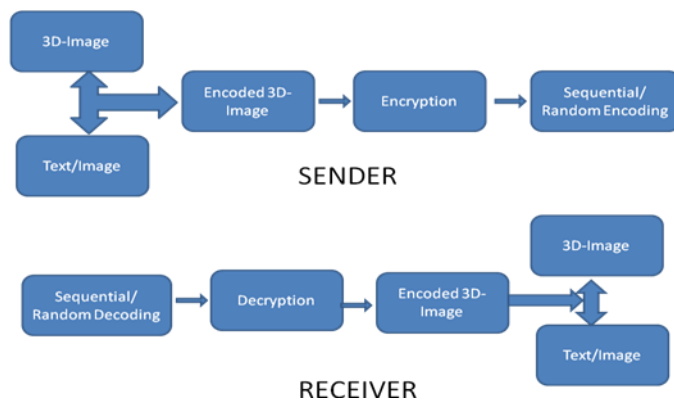 3D-Image
Encoded 3D-
Image
Encryption
Sequential/
Random Encoding
Text/Image
SENDER
3D-Image
Sequential/
Random Decoding
Decryption
Encoded 3D-
Image
Text/Image
RECEIVER